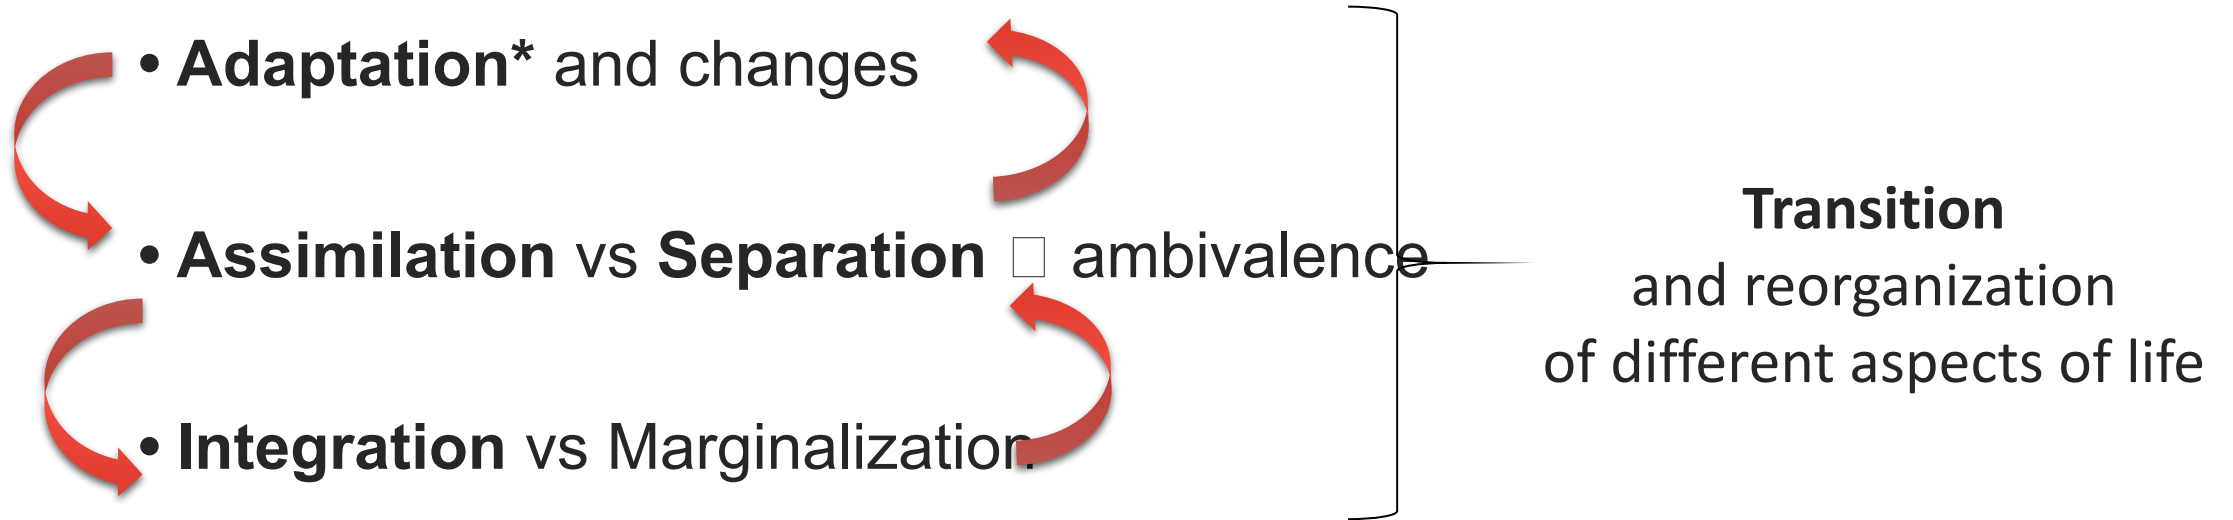 • Adaptation* and changes
• Assimilation vs Separation □ ambivalence
• Integration vs Marginalization
Transition
and reorganization
of different aspects of life